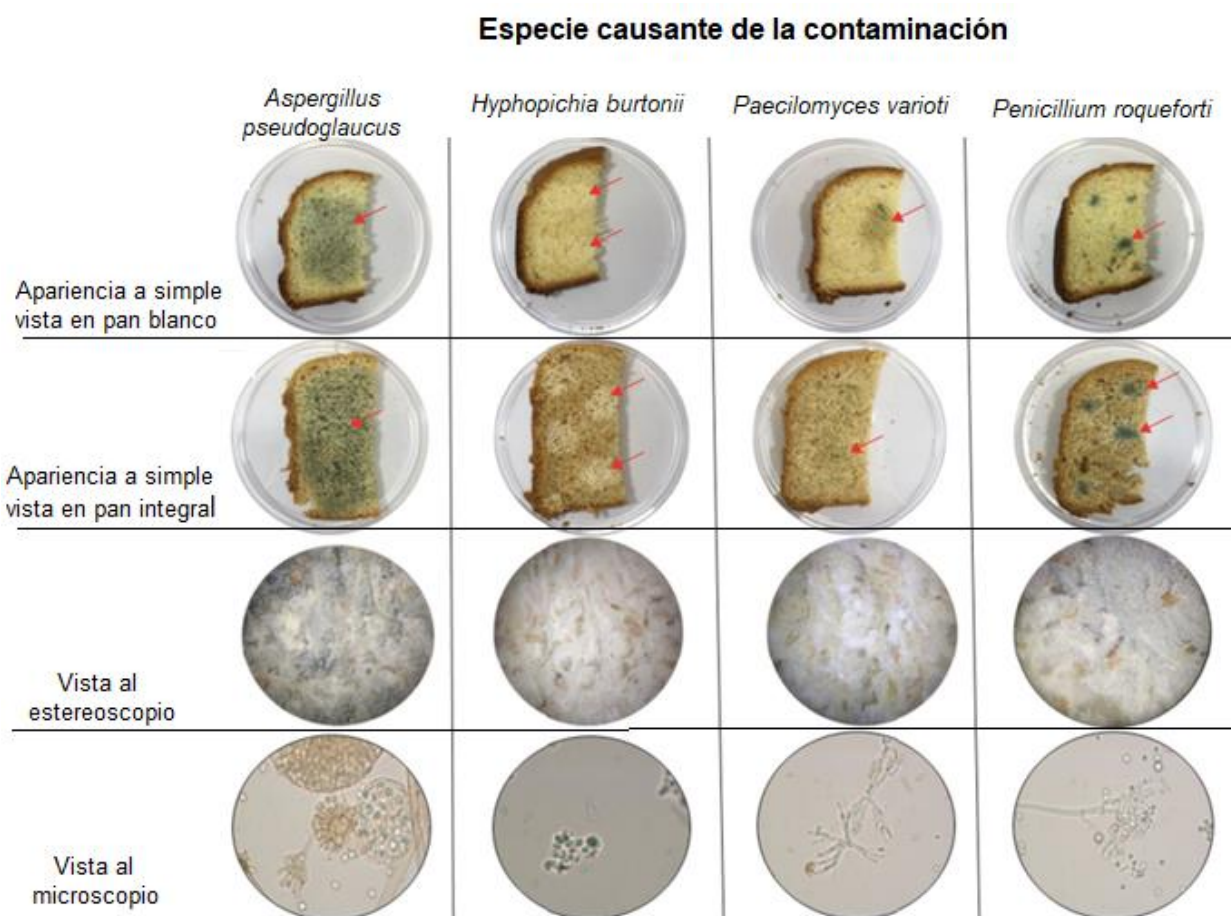 Especie causante de la contaminación
Aspergillus
pseudoglaucus
Hyphopichia burtonii
Paecilomyces varioti
Penicillium roqueforti
Apariencia a simple
vista en pan blanco
Apariencia a simple
vista en pan integral
Vista al
estereoscopio
Vista al
microscopio